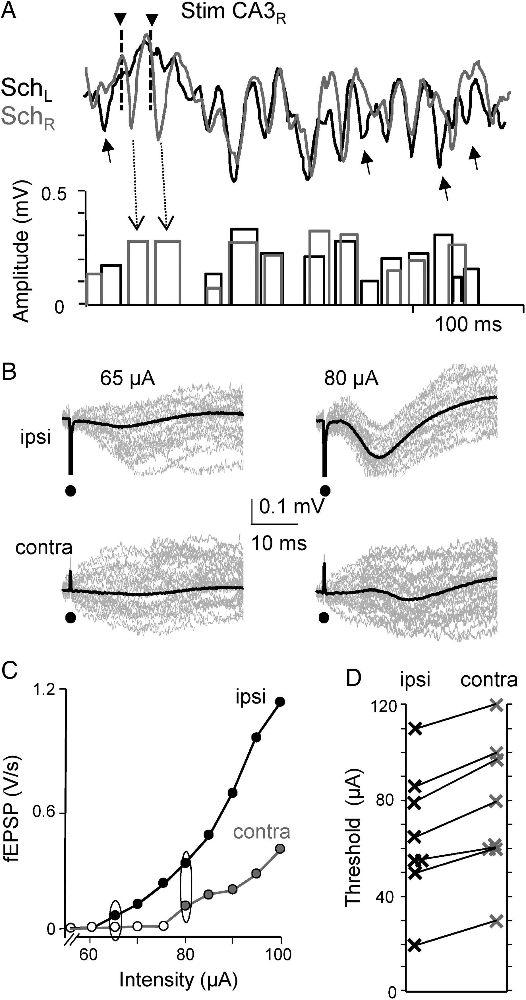 A
Stim CA3R
SchL
SchR
Amplitude (mV)
0.5
0
100 ms
B
65 µA
80 µA
ipsi
0.1 mV
10 ms
contra
C
1.2
0.6
0
fEPSP (V/s)
ipsi
contra
60
80
100
Intensity (µA)
D
ipsi
contra
120
80
40
0
Threshold (µA)